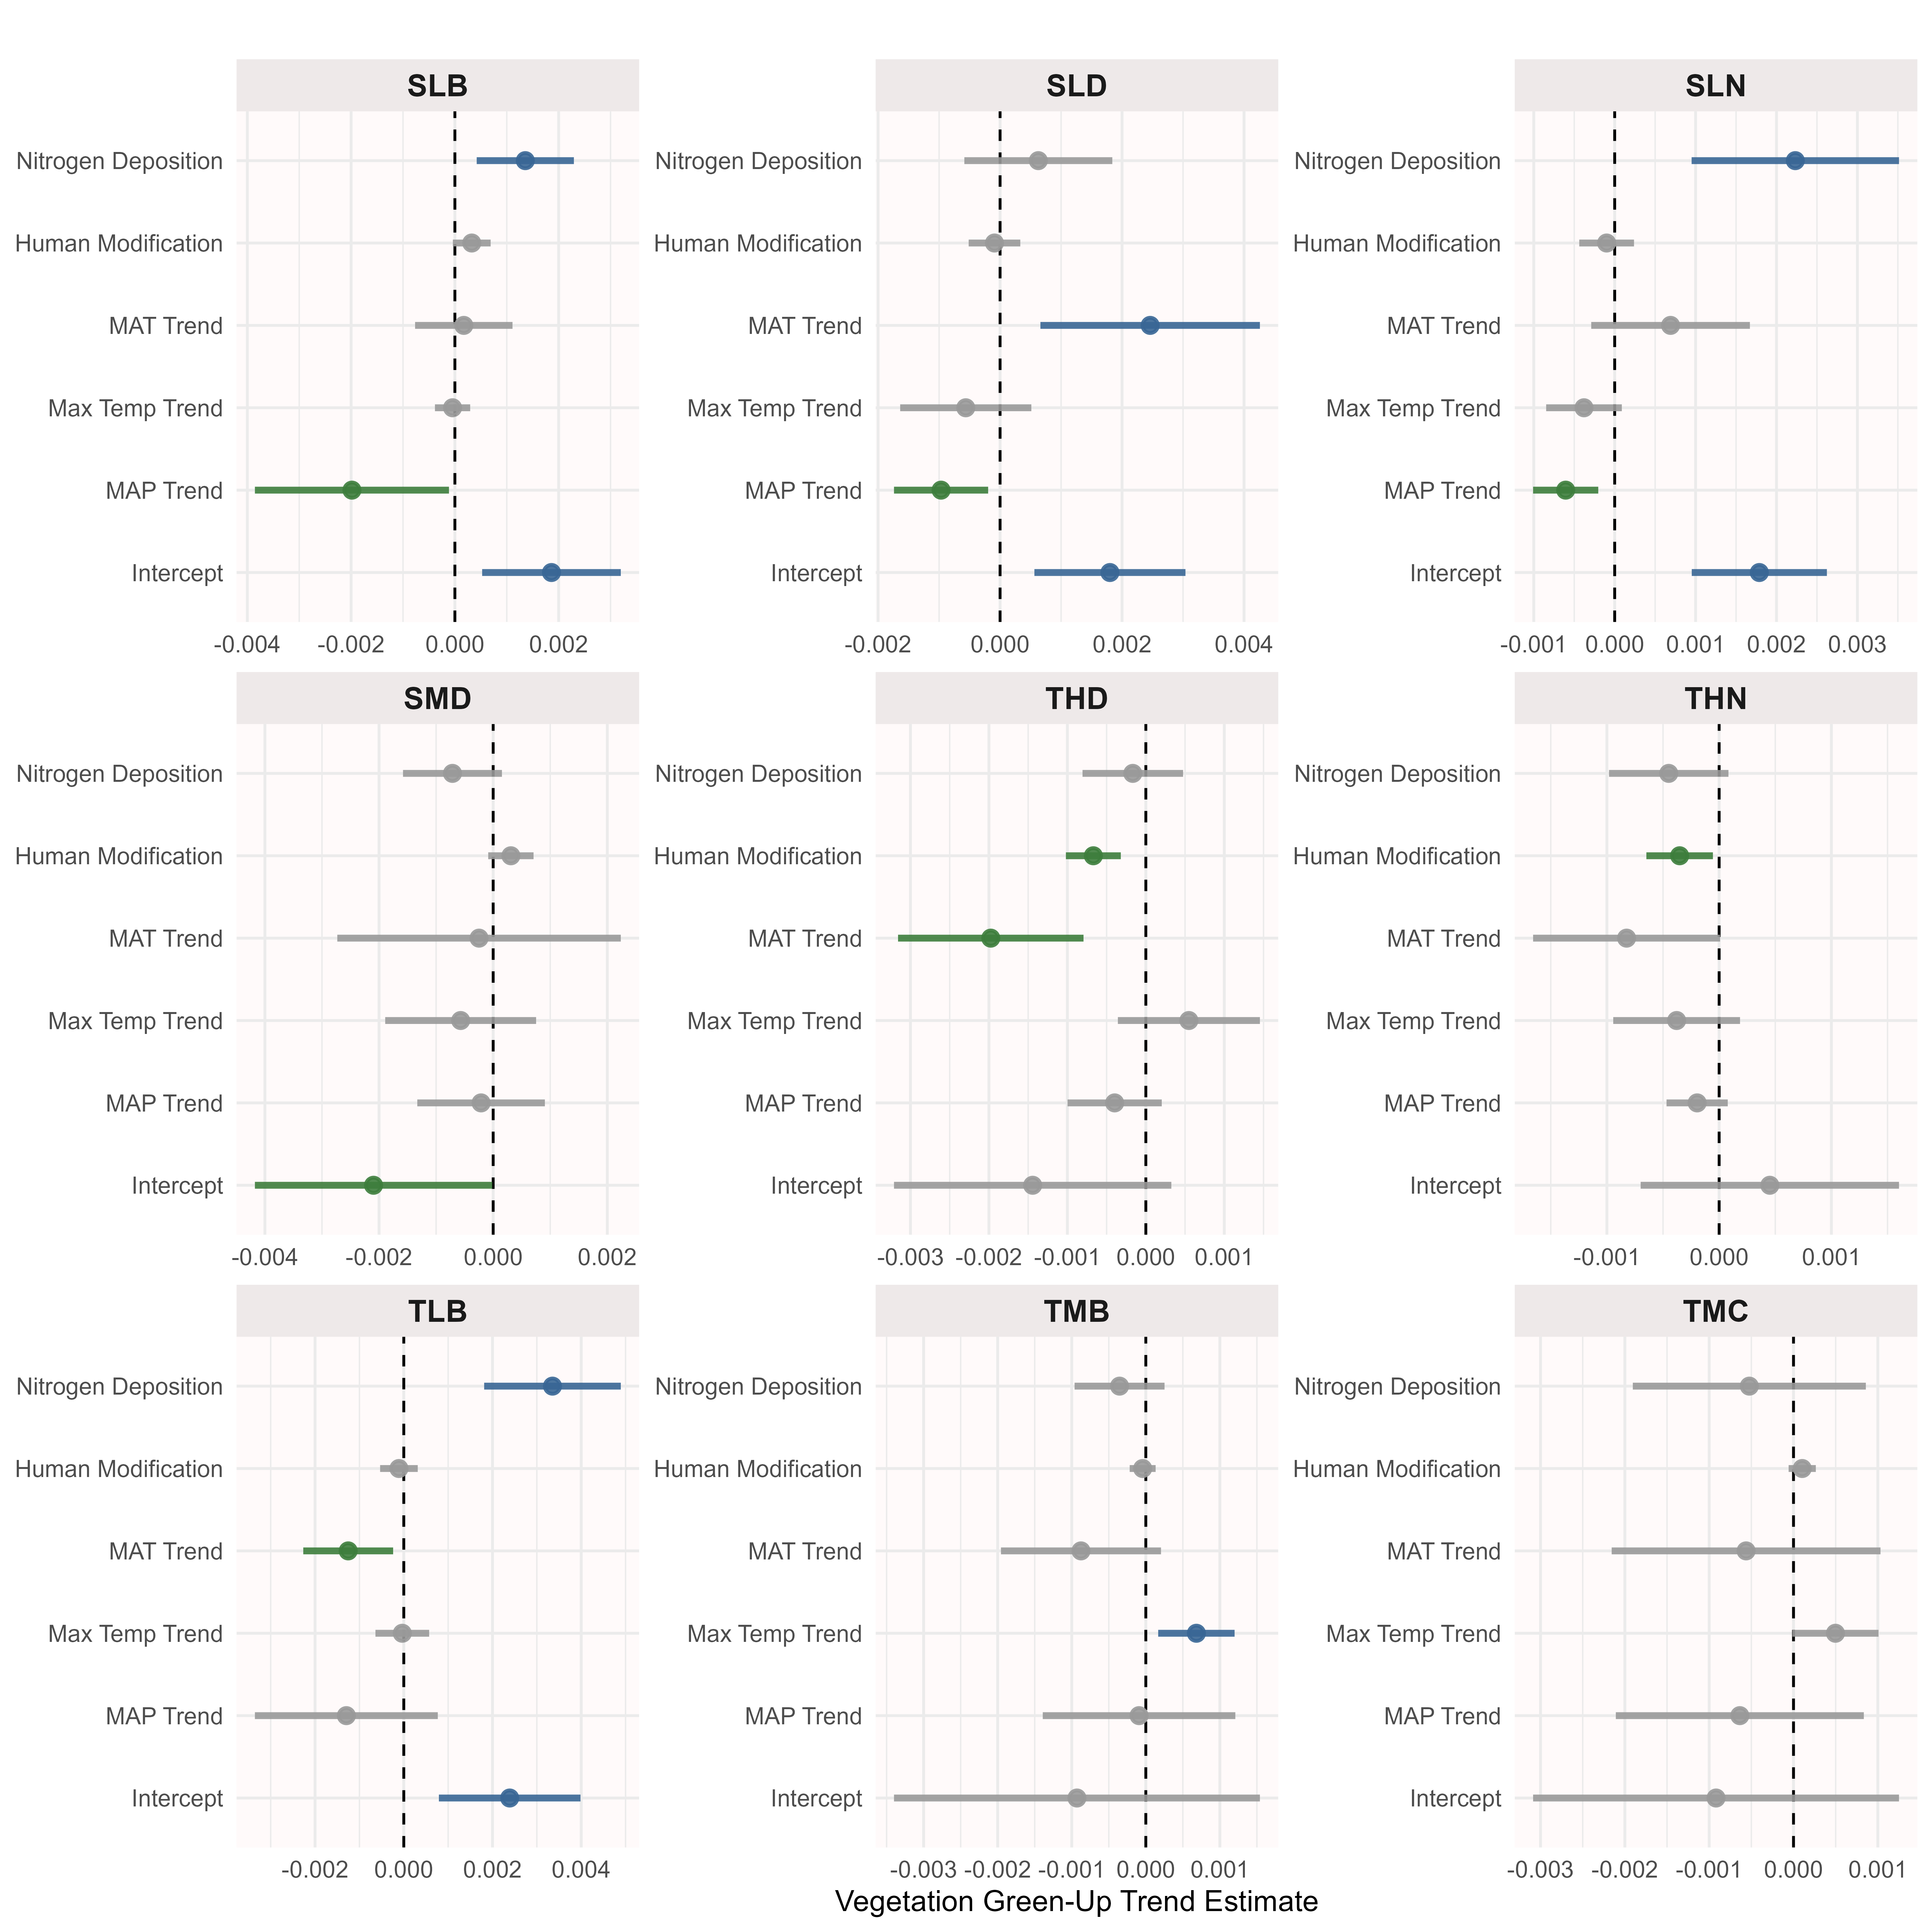 SLB SLD SLN
Nitrogen Deposition Nitrogen Deposition Nitrogen Deposition
Human Modification Human Modification Human Modification
MAT Trend MAT Trend MAT Trend
Max Temp Trend Max Temp Trend Max Temp Trend
MAP Trend MAP Trend MAP Trend
Intercept Intercept Intercept
-0.004 -0.002 0.000 0.002 -0.002 0.000 0.002 0.004 -0.001 0.000 0.001 0.002 0.003
SMD THD THN
Nitrogen Deposition Nitrogen Deposition Nitrogen Deposition
Human Modification Human Modification Human Modification
MAT Trend MAT Trend MAT Trend
Max Temp Trend Max Temp Trend Max Temp Trend
MAP Trend MAP Trend MAP Trend
Intercept Intercept Intercept
-0.004 -0.002 0.000 0.002 -0.003 -0.002 -0.001 0.000 0.001 -0.001 0.000 0.001
TLB TMB TMC
Nitrogen Deposition Nitrogen Deposition Nitrogen Deposition
Human Modification Human Modification Human Modification
MAT Trend MAT Trend MAT Trend
Max Temp Trend Max Temp Trend Max Temp Trend
MAP Trend MAP Trend MAP Trend
Intercept Intercept Intercept
-0.002 0.000 0.002 0.004 -0.003 -0.002 -0.001 0.000 0.001 -0.003 -0.002 -0.001 0.000 0.001
Vegetation Green-Up Trend Estimate